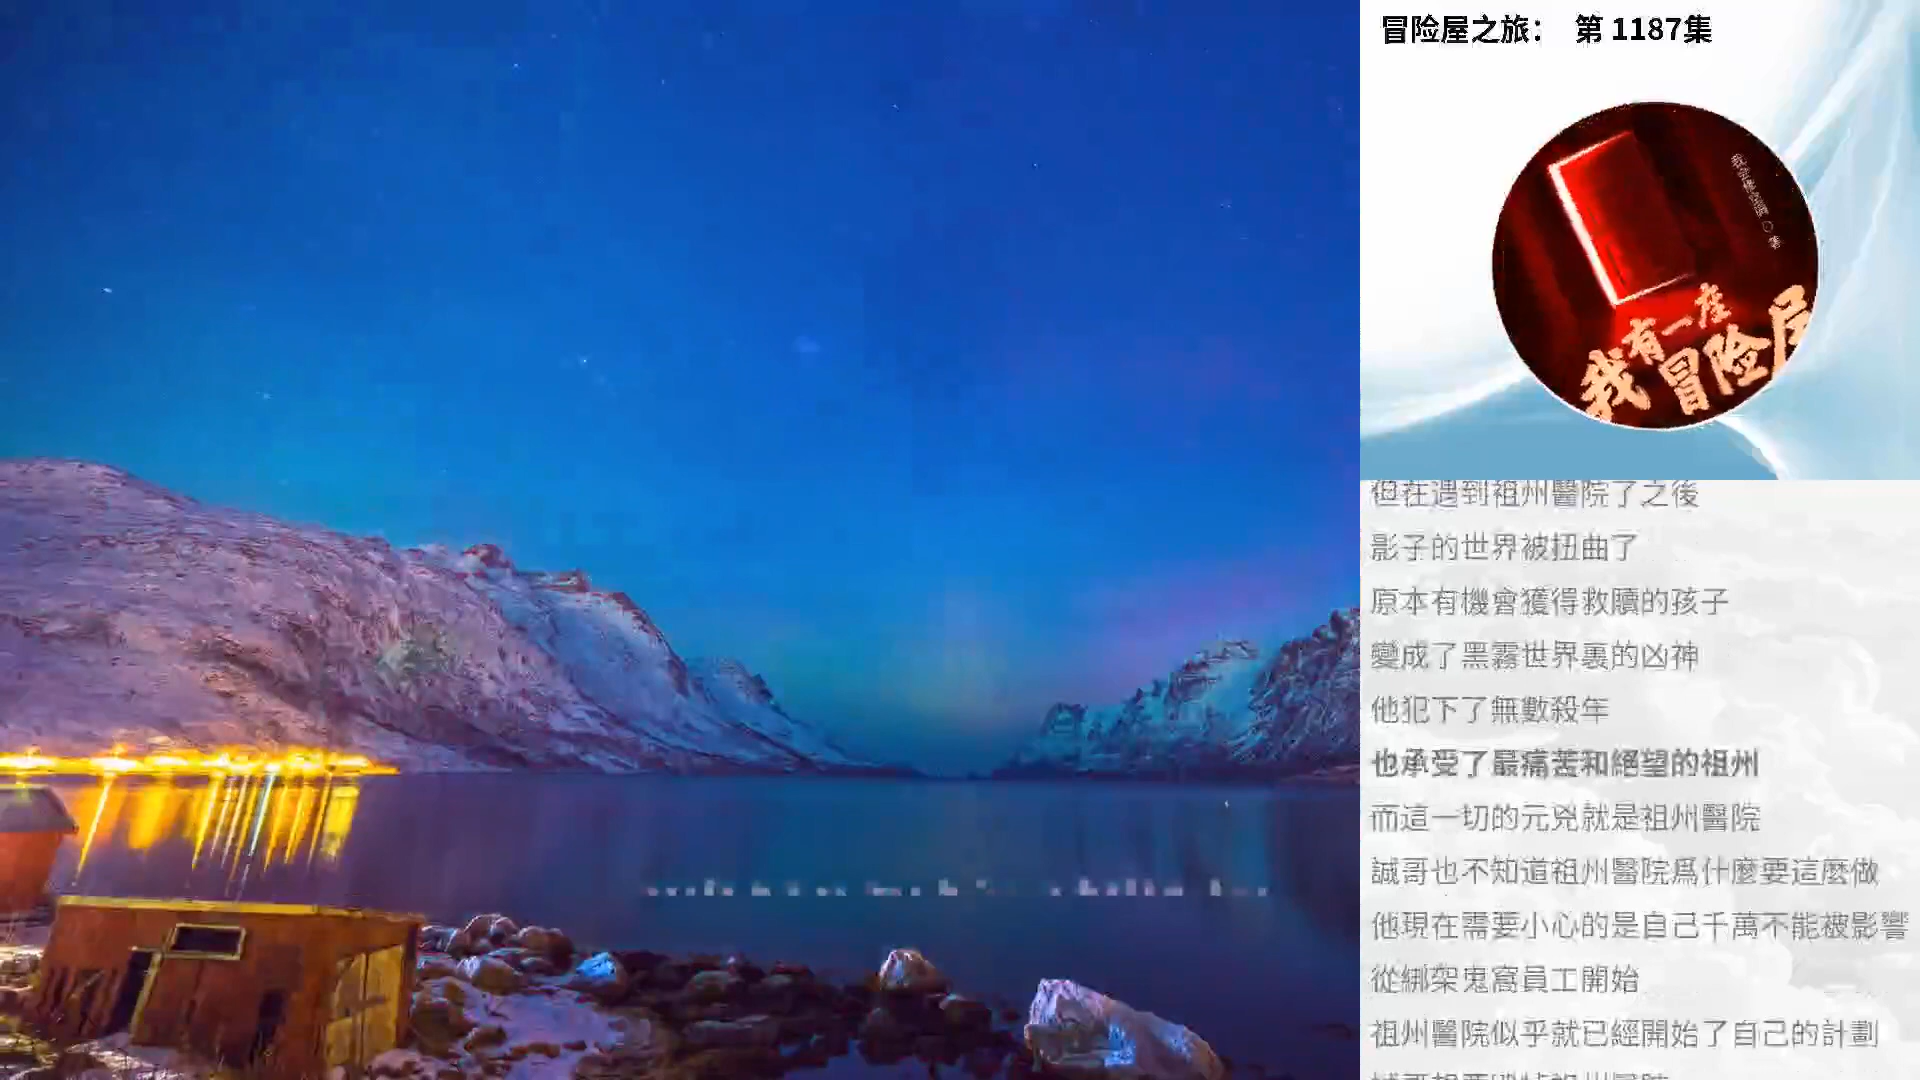 冒险屋之旅： 第 1187集
我有一座
冒险屋
但在遇到祖州醫院了之後
影子的世界被扭曲了
原本有機會獲得救贖的孩子
變成了黑霧世界裏的凶神
他犯下了無數殺年
也承受了最痛苦和絕望的祖州
而這一切的元兇就是祖州醫院
誠哥也不知道祖州醫院爲什麼要這麼做
他現在需要小心的是自己千萬不能被影響
從綁架鬼窩員工開始
祖州醫院似乎就已經開始了自己的計劃